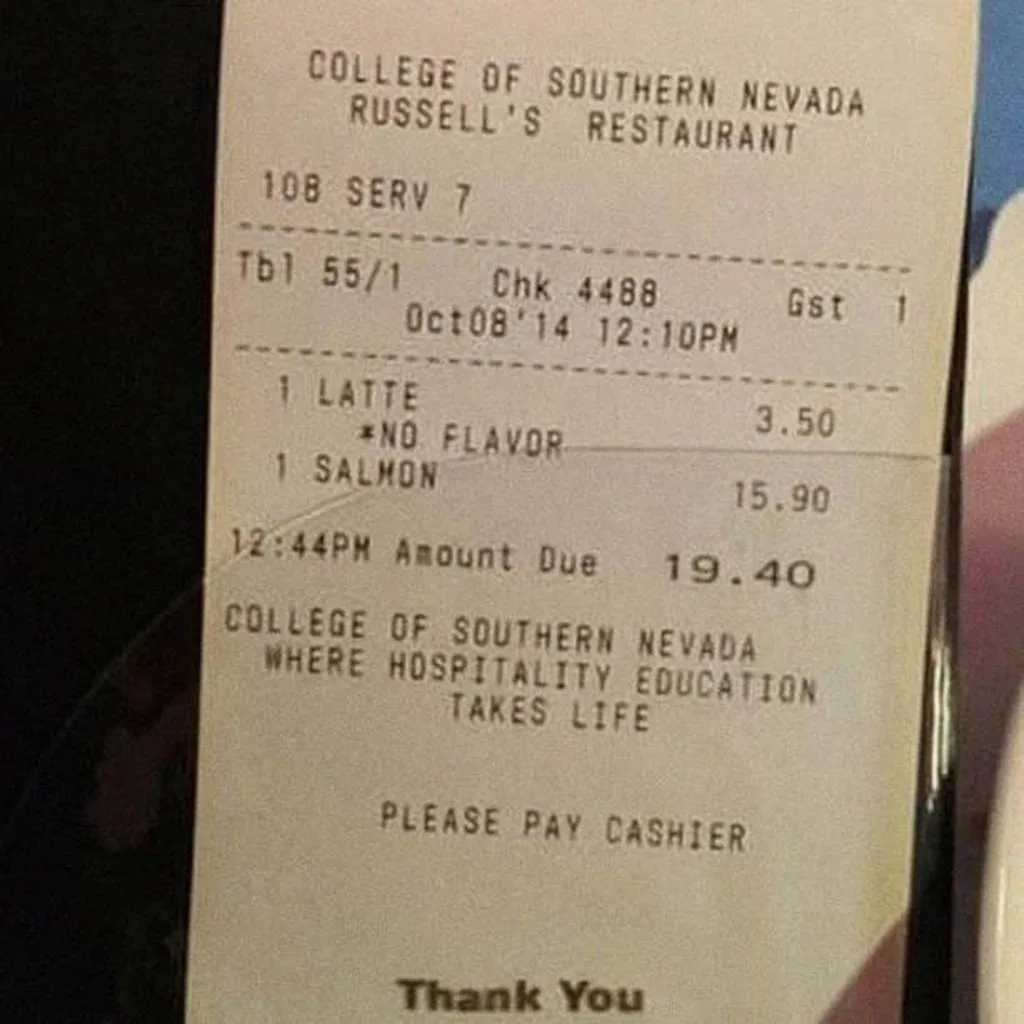 COLLEGE OF SOUTHERN NEVADA
RUSSELL'S RESTAURANT
108 SERV 7
Tbl 55/1 Chk 4488 Gst 1
Oct08'14 12:10PM
1 LATTE 3.50
*NO FLAVOR
1 SALMON 15.90
12:44PM Amount Due 19.40
COLLEGE OF SOUTHERN NEVADA
WHERE HOSPITALITY EDUCATION
TAKES LIFE
PLEASE PAY CASHIER
Thank You